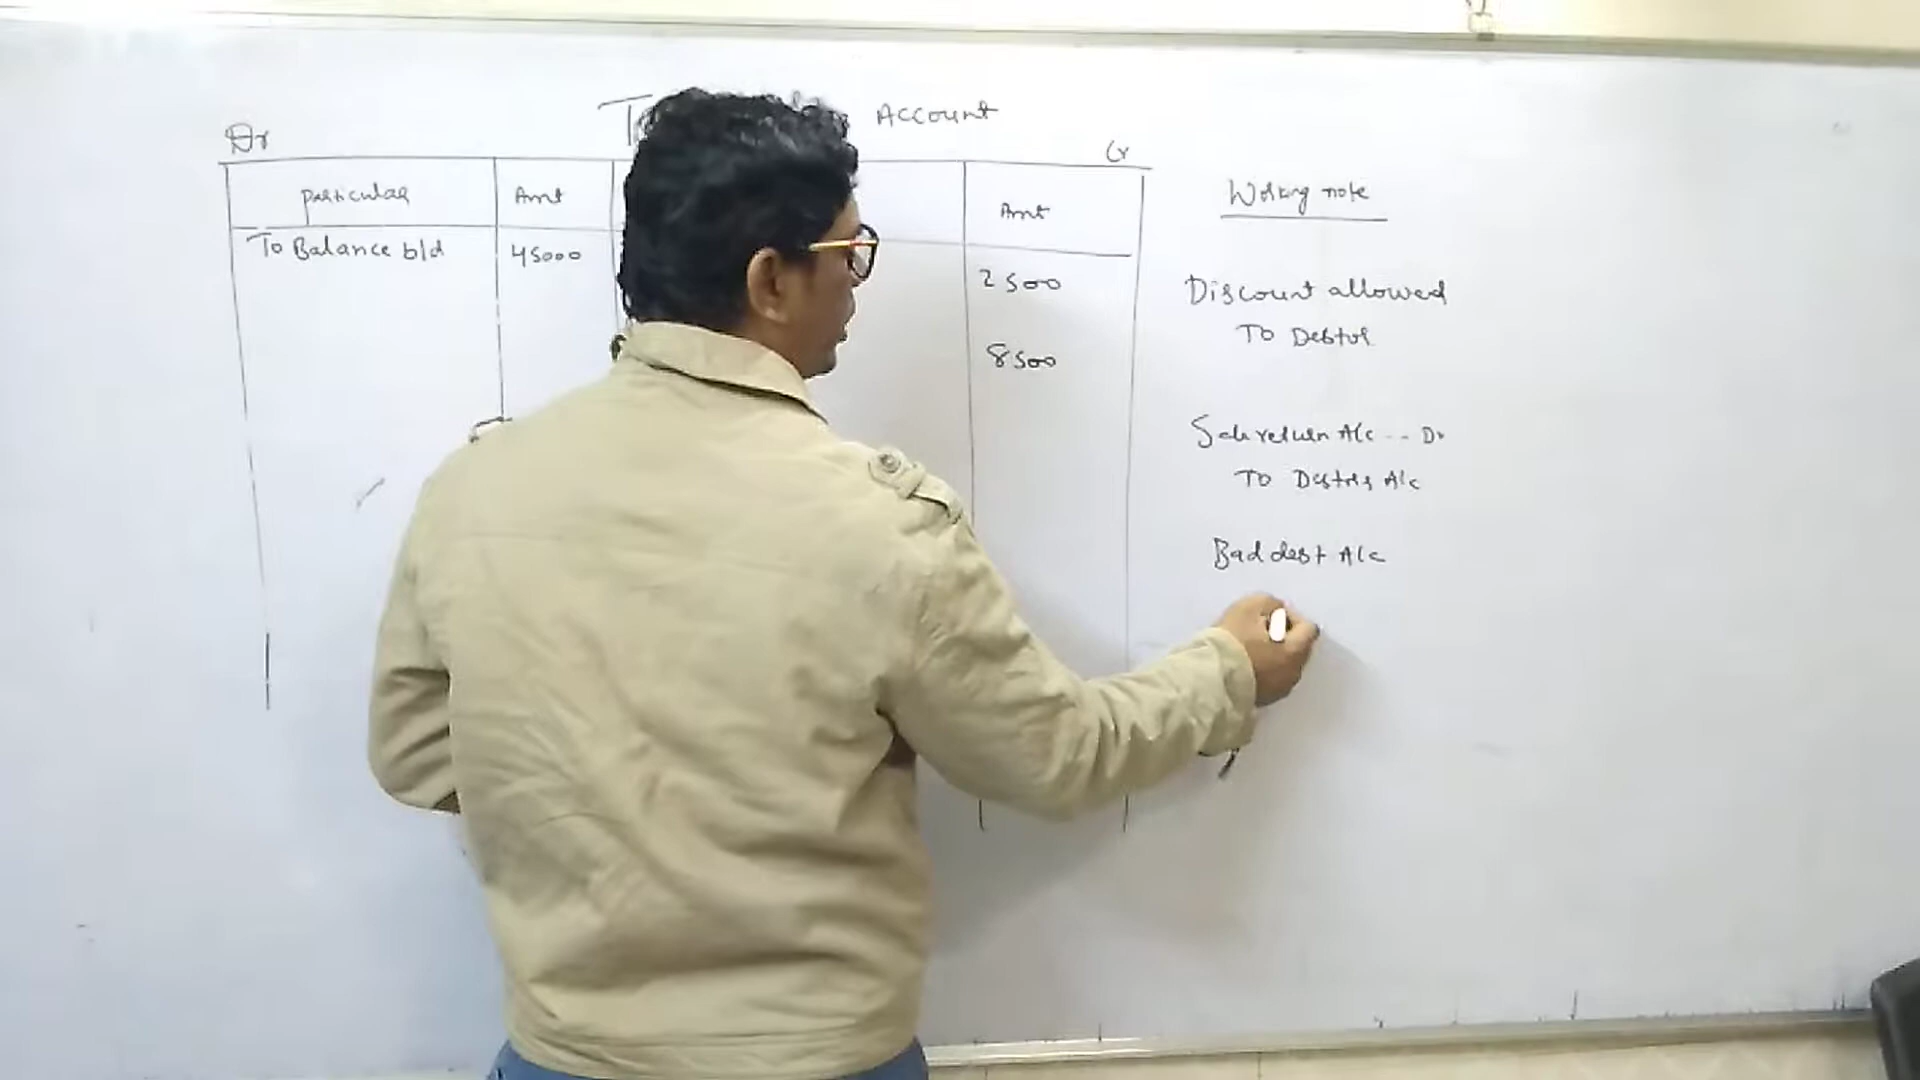 Account
Dr
Cr
Particular Amt
Amt
To Balance b/d 45000
2500
8500
Working note
Discount allowed
To Debtor
Sale return A/c -- Dr
To Debtors A/c
Bad debt A/c